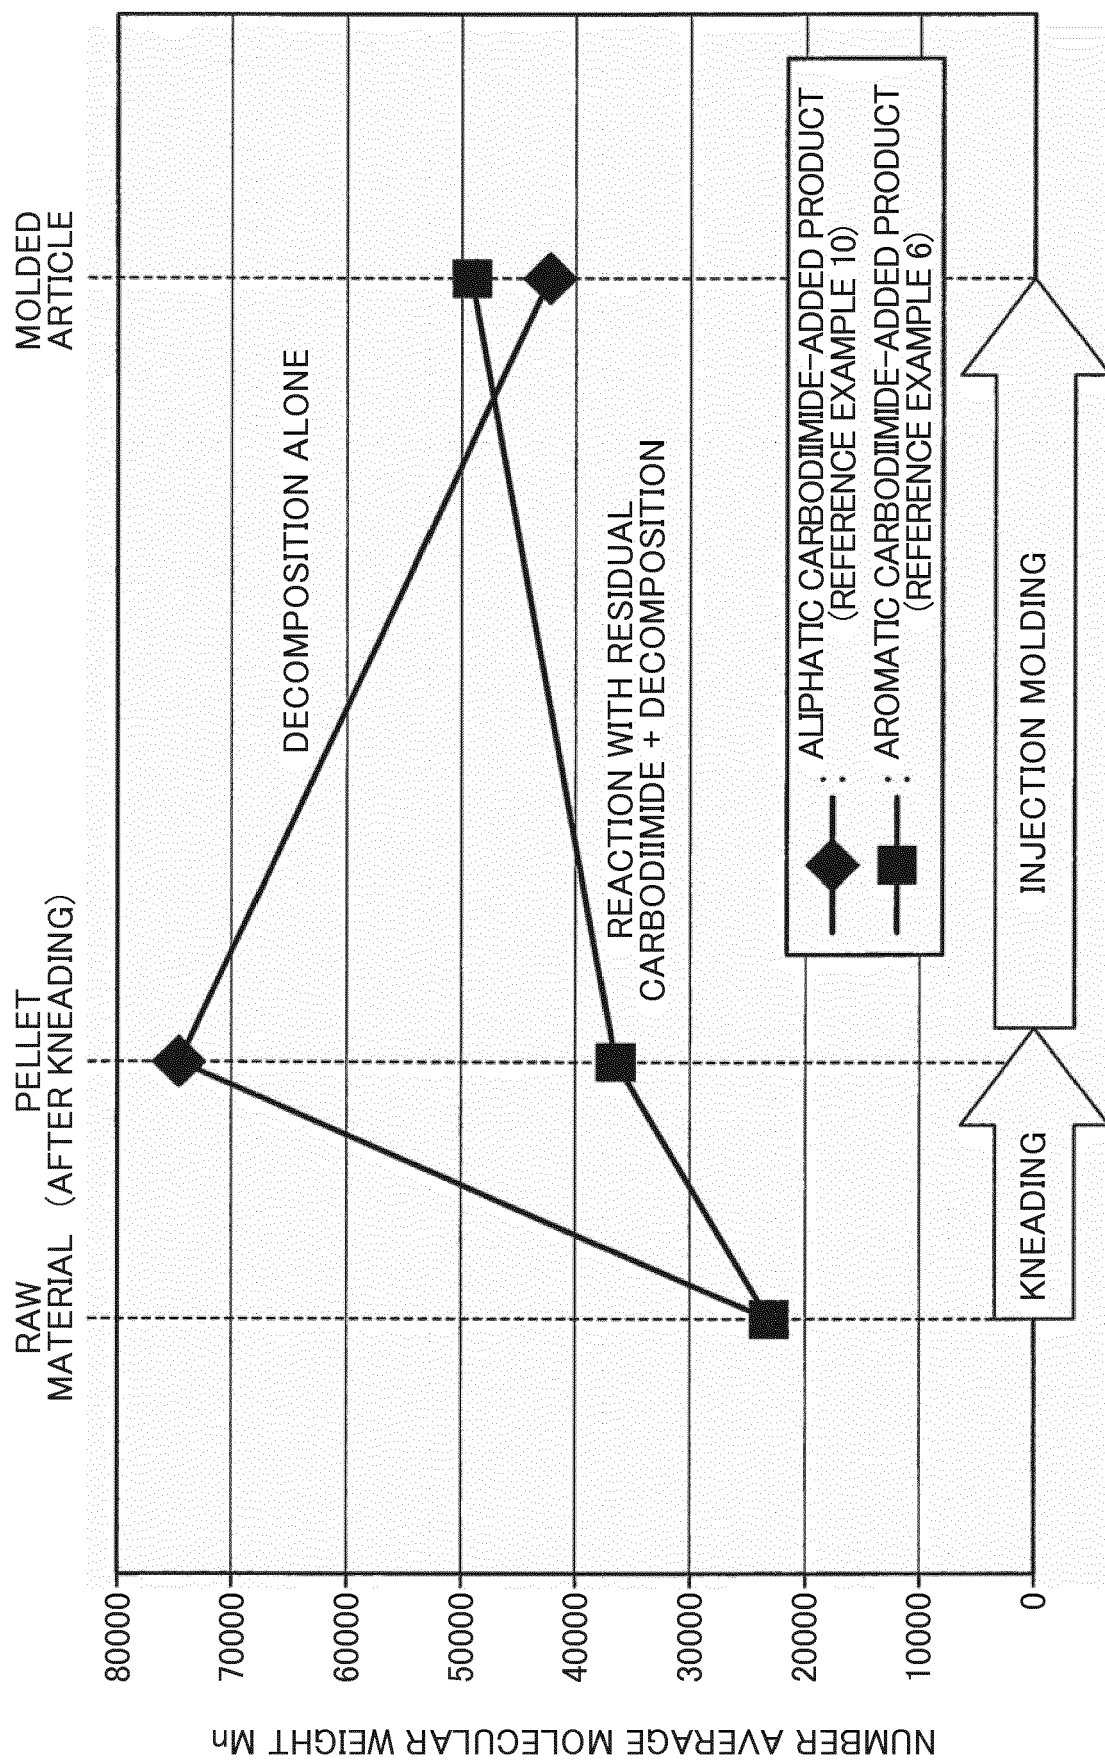 RAW
MATERIAL
PELLET
(AFTER KNEADING)
MOLDED
ARTICLE
NUMBER AVERAGE MOLECULAR WEIGHT Mn
80000
70000
60000
50000
40000
30000
20000
10000
0
DECOMPOSITION ALONE
REACTION WITH RESIDUAL
CARBODIIMIDE + DECOMPOSITION
: ALIPHATIC CARBODIIMIDE-ADDED PRODUCT
(REFERENCE EXAMPLE 10)
: AROMATIC CARBODIIMIDE-ADDED PRODUCT
(REFERENCE EXAMPLE 6)
KNEADING
INJECTION MOLDING